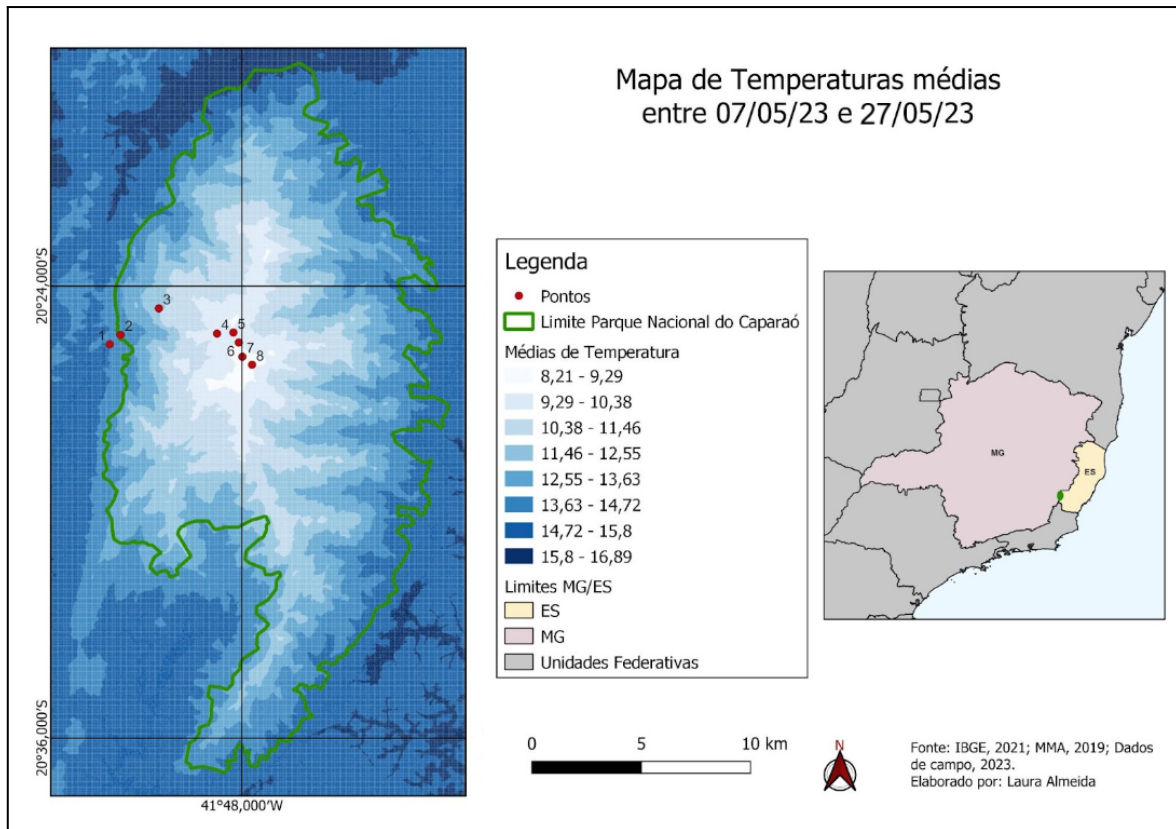 Mapa de Temperaturas médias
entre 07/05/23 e 27/05/23
20°24,000'S
20°36,000'S
41°48,000'W
1
2
3
4
5
6
7
8
Legenda
Pontos
Limite Parque Nacional do Caparaó
Médias de Temperatura
8,21 - 9,29
9,29 - 10,38
10,38 - 11,46
11,46 - 12,55
12,55 - 13,63
13,63 - 14,72
14,72 - 15,8
15,8 - 16,89
Limites MG/ES
ES
MG
Unidades Federativas
MG
ES
0 5 10 km
N
Fonte: IBGE, 2021; MMA, 2019; Dados
de campo, 2023.
Elaborado por: Laura Almeida